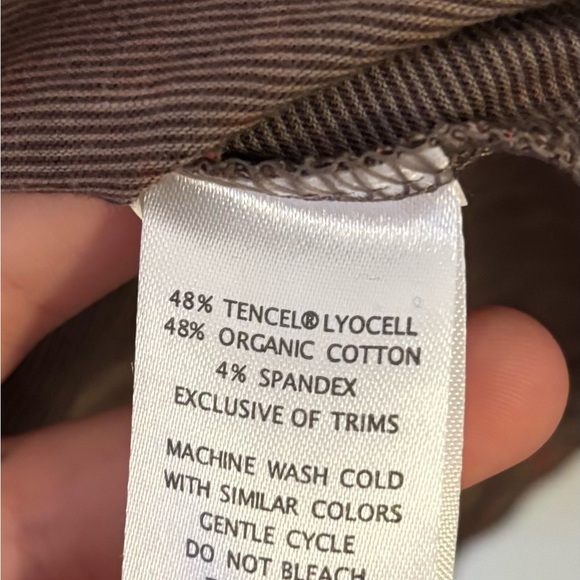 48% TENCEL®LYOCELL
48% ORGANIC COTTON
4% SPANDEX
EXCLUSIVE OF TRIMS
MACHINE WASH COLD
WITH SIMILAR COLORS
GENTLE CYCLE
DO NOT BLEACH